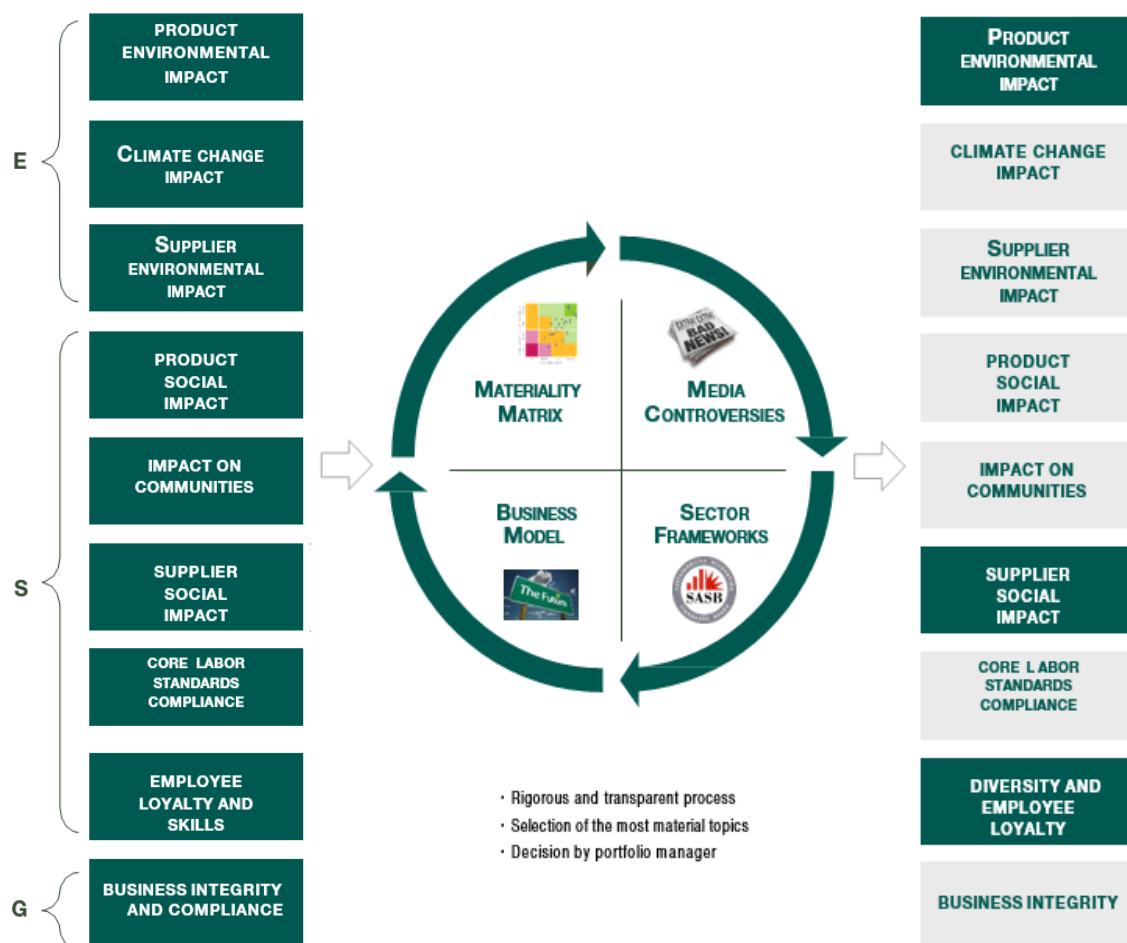 E
PRODUCT
ENVIRONMENTAL
IMPACT
CLIMATE CHANGE
IMPACT
SUPPLIER
ENVIRONMENTAL
IMPACT
S
PRODUCT
SOCIAL
IMPACT
IMPACT ON
COMMUNITIES
SUPPLIER
SOCIAL
IMPACT
CORE LABOR
STANDARDS
COMPLIANCE
EMPLOYEE
LOYALTY AND
SKILLS
G
BUSINESS INTEGRITY
AND COMPLIANCE
MATERIALITY
MATRIX
EXTRA EXTRA
BAD
NEWS!
MEDIA
CONTROVERSIES
BUSINESS
MODEL
The Future
SECTOR
FRAMEWORKS
SASB
· Rigorous and transparent process
· Selection of the most material topics
· Decision by portfolio manager
PRODUCT
ENVIRONMENTAL
IMPACT
CLIMATE CHANGE
IMPACT
SUPPLIER
ENVIRONMENTAL
IMPACT
PRODUCT
SOCIAL
IMPACT
IMPACT ON
COMMUNITIES
SUPPLIER
SOCIAL
IMPACT
CORE LABOR
STANDARDS
COMPLIANCE
DIVERSITY AND
EMPLOYEE
LOYALTY
BUSINESS INTEGRITY